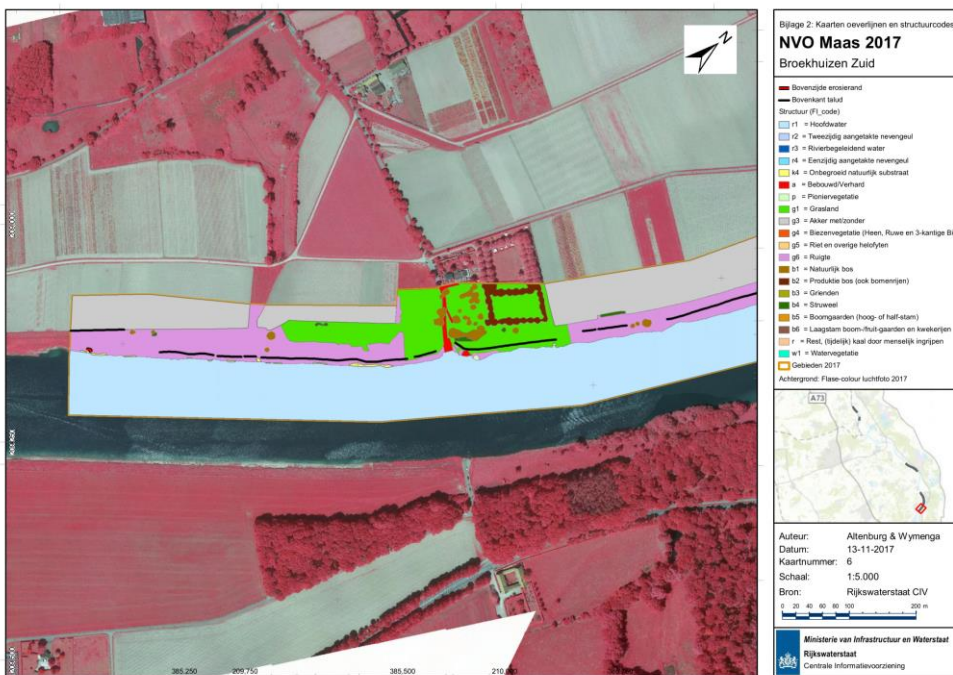 Bijlage 2: Kaarten oeverlijnen en structuurcodes
NVO Maas 2017
Broekhuizen Zuid
Bovenzijde erosierand
Bovenkant talud
Structuur (Fl_code)
r1 = Hoofdwater
r2 = Tweezijdig aangetakte nevengeul
r3 = Rivierbegeleidend water
r4 = Eenzijdig aangetakte nevengeul
k4 = Onbegroeid natuurlijk substraat
a = Bebouwd/Verhard
p = Pioniervegetatie
g1 = Grasland
g3 = Akker met/zonder
g4 = Biezenvegetatie (Heen, Ruwe en 3-kantige Bi
g5 = Riet en overige helofyten
g6 = Ruigte
b1 = Natuurlijk bos
b2 = Produktie bos (ook bomenrijen)
b3 = Grienden
b4 = Struweel
b5 = Boomgaarden (hoog- of half-stam)
b6 = Laagstam boom-/fruit-gaarden en kwekerijen
r = Rest, (tijdelijk) kaal door menselijk ingrijpen
w1 = Watervegetatie
Gebieden 2017
Achtergrond: Flase-colour luchtfoto 2017
A73
Auteur: Altenburg & Wymenga
Datum: 13-11-2017
Kaartnummer: 6
Schaal: 1:5.000
Bron: Rijkswaterstaat CIV
0 20 40 60 80 100 200 m
Ministerie van Infrastructuur en Waterstaat
Rijkswaterstaat
Centrale Informatievoorziening
N
385.250 209.750 385.500